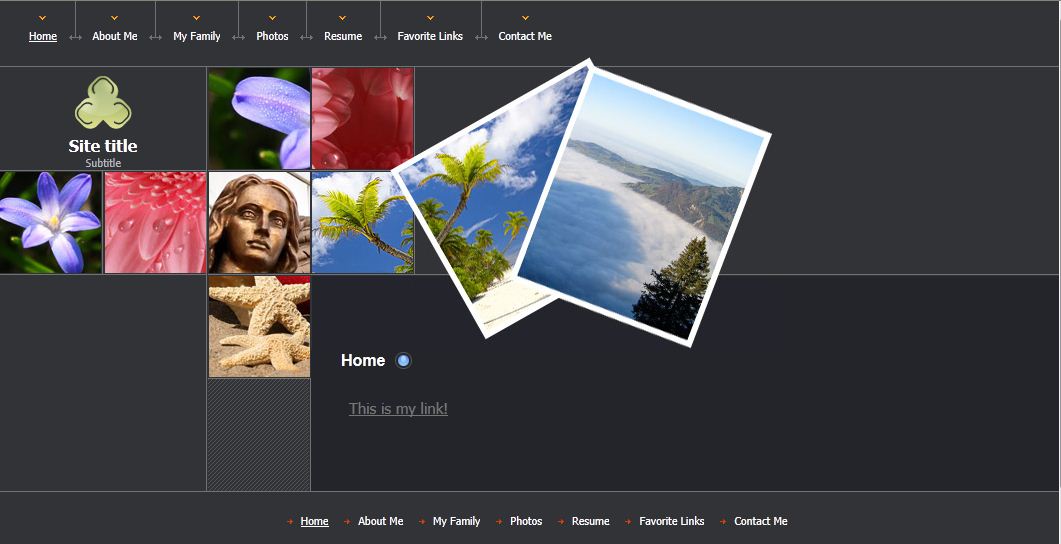 Home About Me My Family Photos Resume Favorite Links Contact Me
Site title
Subtitle
Home
This is my link!
Home About Me My Family Photos Resume Favorite Links Contact Me